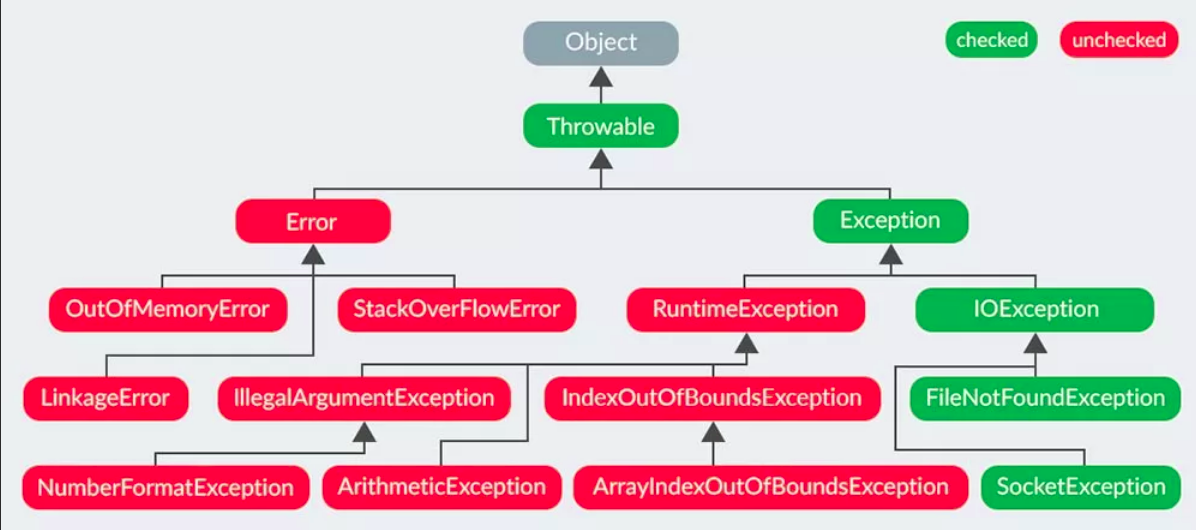 Object
checked
unchecked
Throwable
Error
Exception
OutOfMemoryError
StackOverFlowError
RuntimeException
IOException
LinkageError
IllegalArgumentException
IndexOutOfBoundsException
FileNotFoundException
NumberFormatException
ArithmeticException
ArrayIndexOutOfBoundsException
SocketException